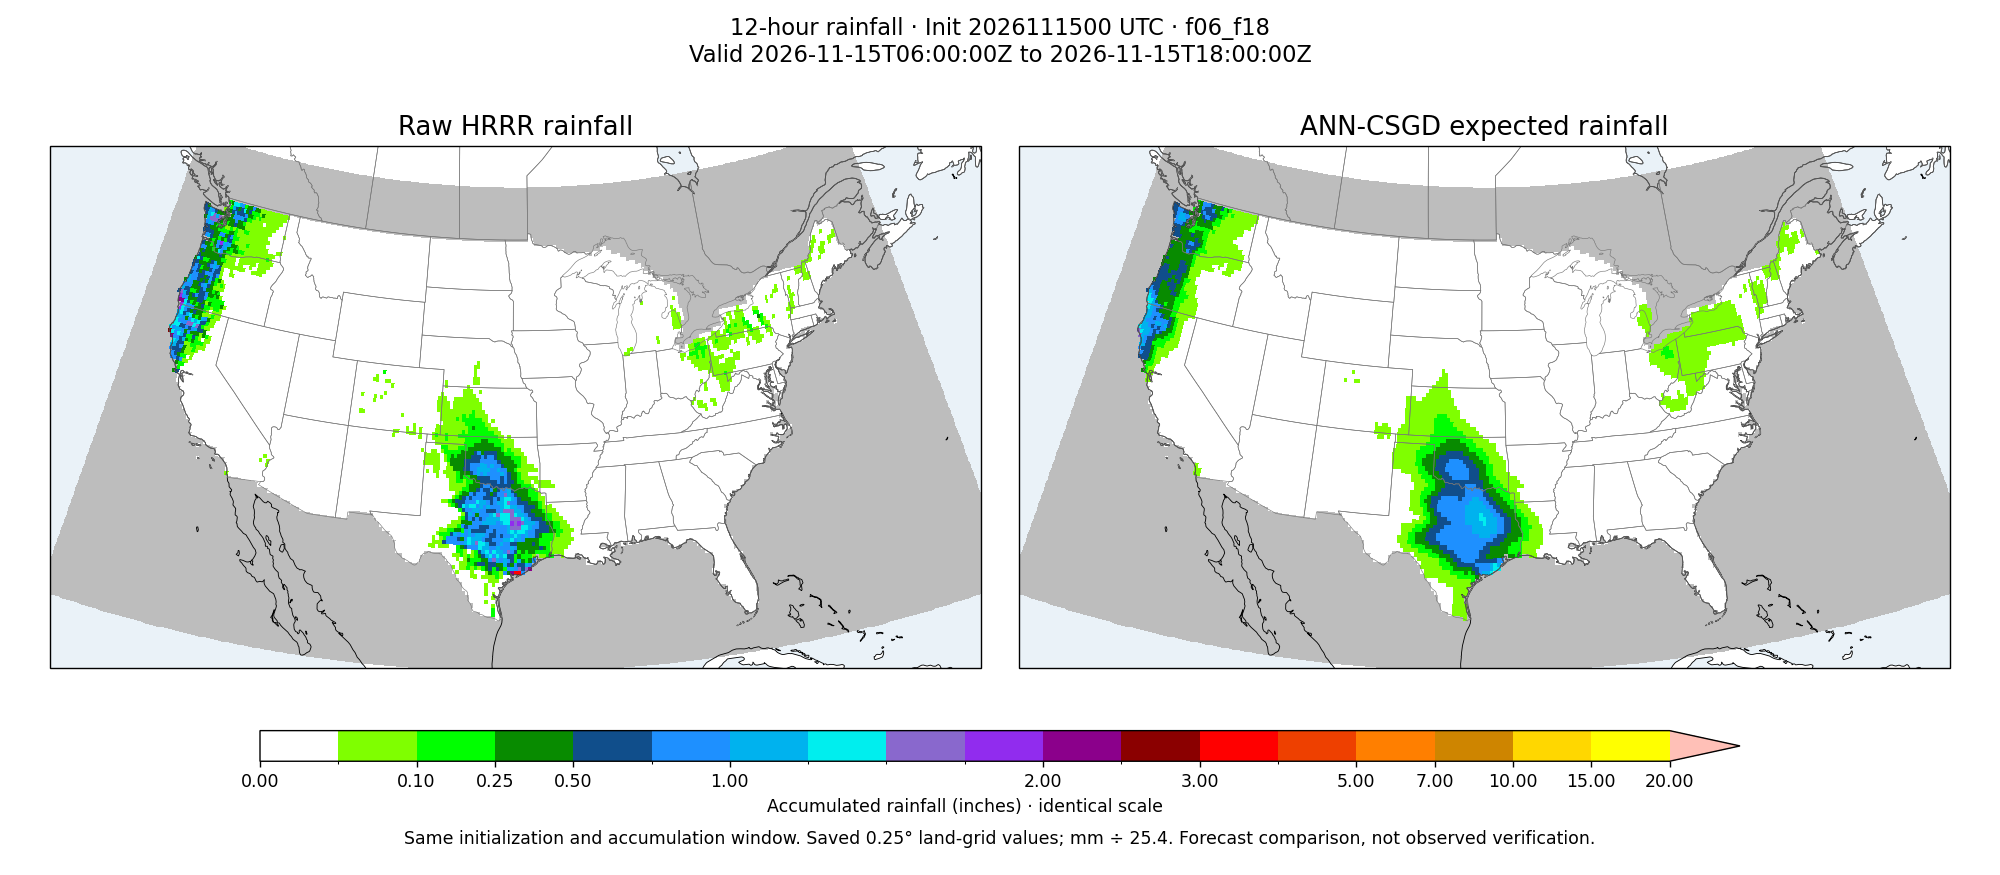 12-hour rainfall · Init 2026111500 UTC · f06_f18
Valid 2026-11-15T06:00:00Z to 2026-11-15T18:00:00Z
Raw HRRR rainfall
ANN-CSGD expected rainfall
0.00 0.10 0.25 0.50 1.00 2.00 3.00 5.00 7.00 10.00 15.00 20.00
Accumulated rainfall (inches) · identical scale
Same initialization and accumulation window. Saved 0.25° land-grid values; mm ÷ 25.4. Forecast comparison, not observed verification.